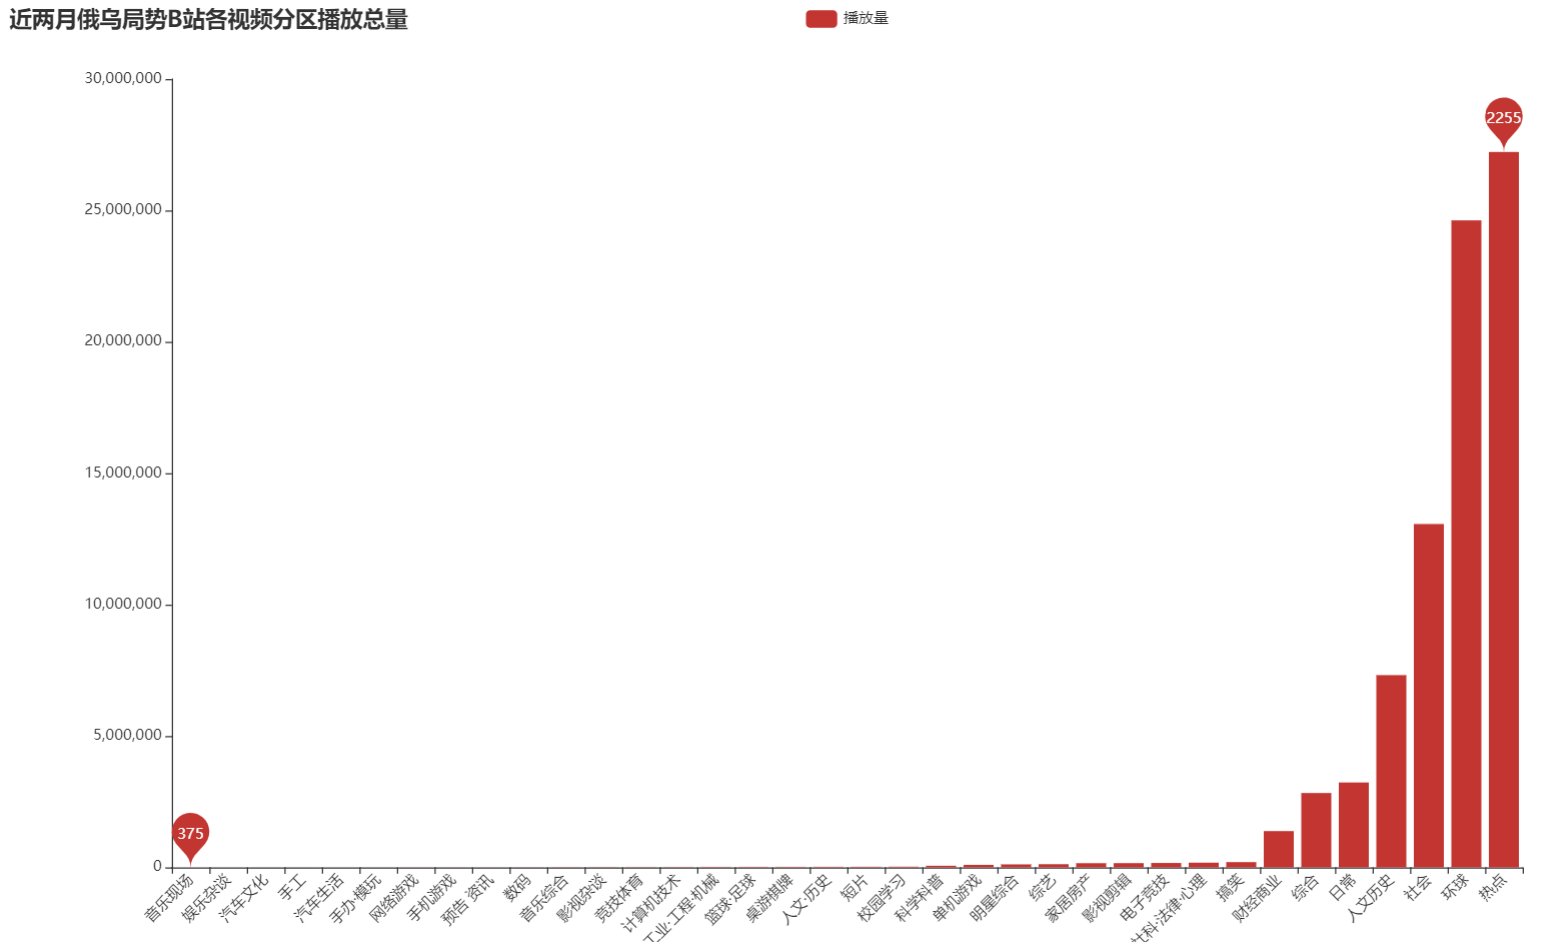 近两月俄乌局势B站各视频分区播放总量
播放量
30,000,000
25,000,000
20,000,000
15,000,000
10,000,000
5,000,000
0
375
2255
音乐现场
娱乐杂谈
汽车文化
手工
汽车生活
手办·模玩
网络游戏
手机游戏
预告·资讯
数码
音乐综合
影视杂谈
竞技体育
计算机技术
工业·工程·机械
篮球·足球
桌游棋牌
人文·历史
短片
校园学习
科学科普
单机游戏
明星综合
综艺
家居房产
影视剪辑
电子竞技
社科·法律·心理
搞笑
财经商业
综合
日常
人文历史
社会
环球
热点